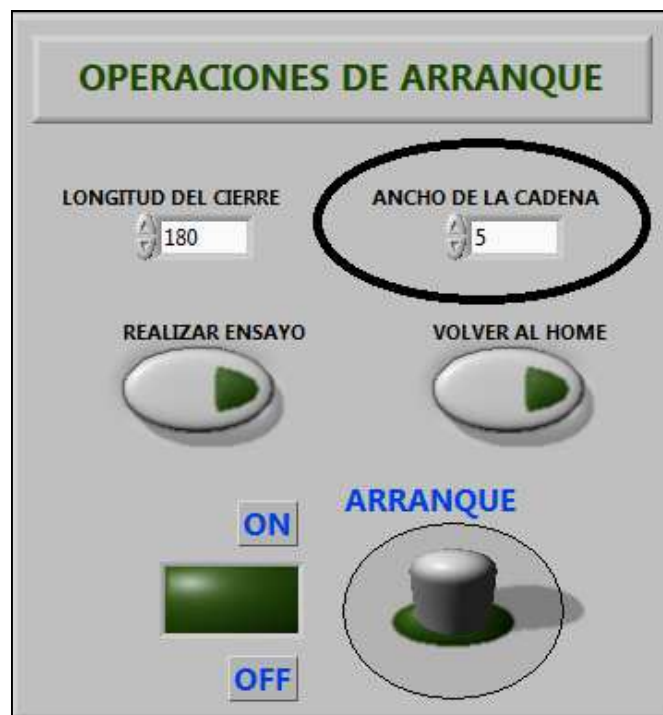 OPERACIONES DE ARRANQUE
LONGITUD DEL CIERRE
180
ANCHO DE LA CADENA
5
REALIZAR ENSAYO
VOLVER AL HOME
ON
ARRANQUE
OFF